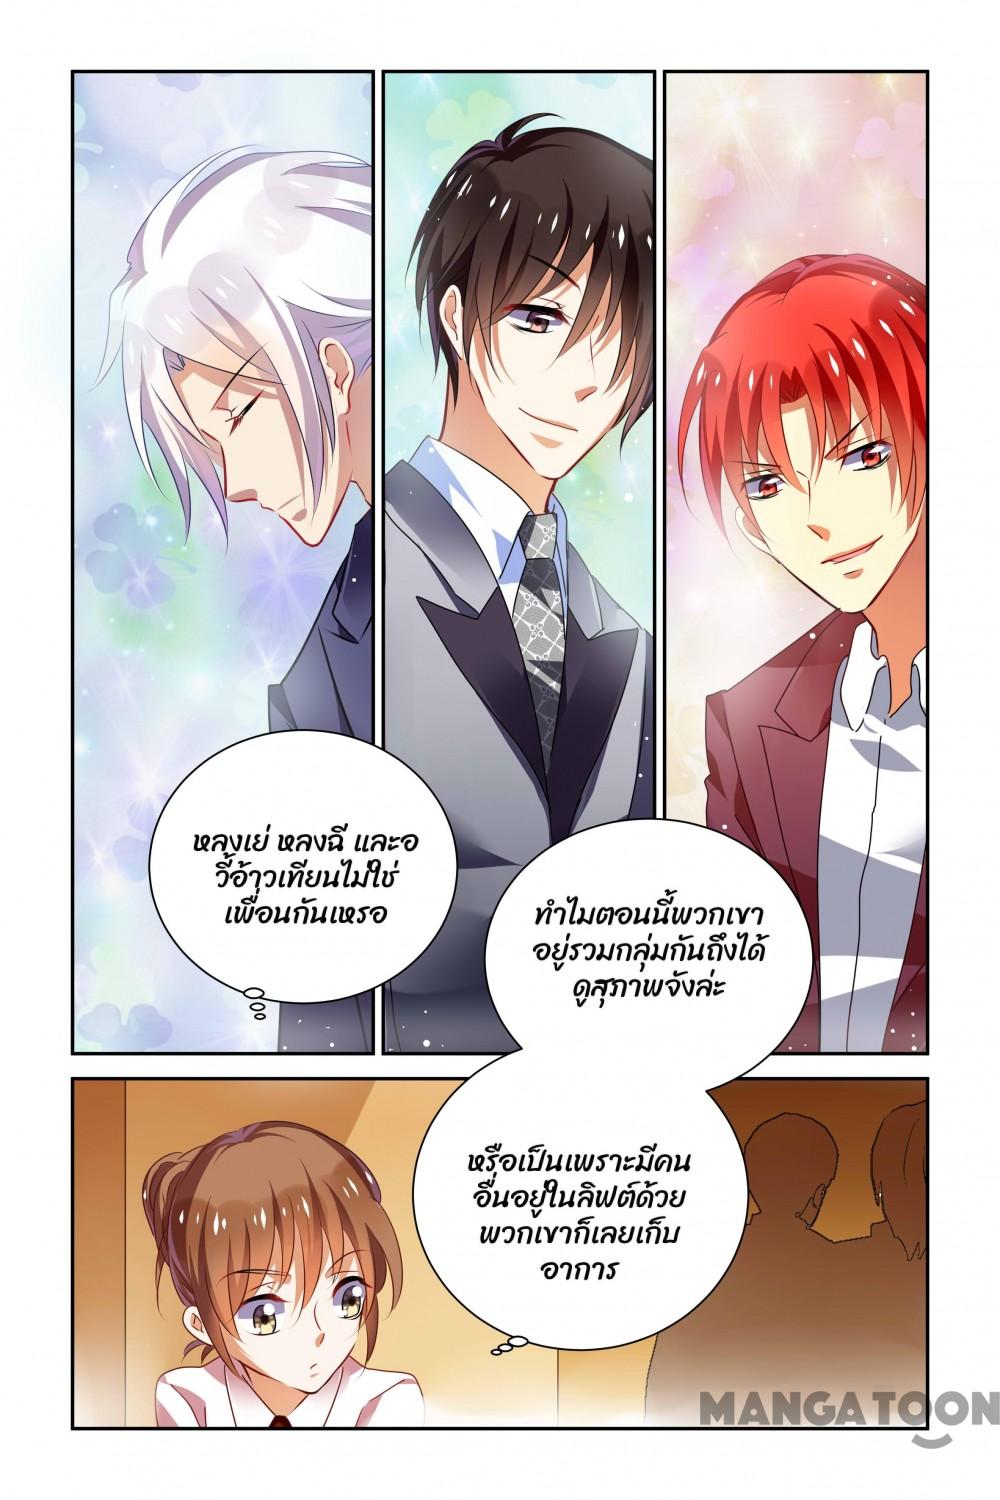 หลงเย่ หลงฉี และอ
วี้อ้าวเทียนไม่ใช่
เพื่อนกันเหรอ
ทำไมตอนนี้พวกเขา
อยู่รวมกลุ่มกันถึงได้
ดูสุภาพจังล่ะ
หรือเป็นเพราะมีคน
อื่นอยู่ในลิฟต์ด้วย
พวกเขาก็เลยเก็บ
อาการ
MANGATOON